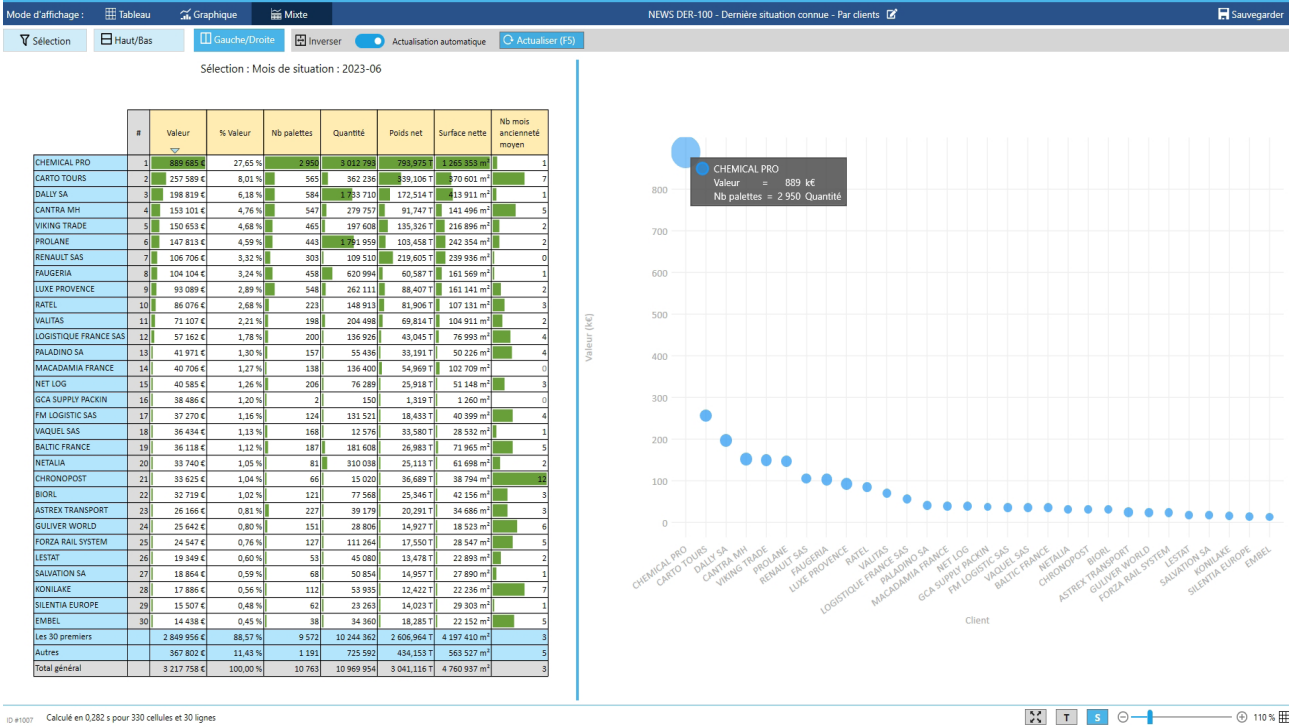 Mode d'affichage : Tableau Graphique Mixte NEWS DER-100 - Dernière situation connue - Par clients Sauvegarder
Sélection Haut/Bas Gauche/Droite Inverser Actualisation automatique Actualiser (F5)
Sélection : Mois de situation : 2023-06
# Valeur % Valeur Nb palettes Quantité Poids net Surface nette Nb mois ancienneté moyen
CHEMICAL PRO 1 889 685 € 27,65 % 2 950 3 012 793 793,975 T 1 265 353 m² 1
CARTO TOURS 2 257 589 € 8,01 % 565 362 236 339,106 T 370 601 m² 7
DALLY SA 3 198 819 € 6,18 % 584 1 733 710 172,514 T 413 911 m² 1
CANTRA MH 4 153 101 € 4,76 % 547 279 757 91,747 T 141 496 m² 5
VIKING TRADE 5 150 653 € 4,68 % 465 197 608 135,326 T 216 896 m² 2
PROLANE 6 147 813 € 4,59 % 443 1 791 959 103,458 T 242 354 m² 2
RENAULT SAS 7 106 706 € 3,32 % 303 109 510 219,605 T 239 936 m² 0
FAUGERIA 8 104 104 € 3,24 % 458 620 994 60,587 T 161 569 m² 1
LUXE PROVENCE 9 93 089 € 2,89 % 548 262 111 88,407 T 161 141 m² 2
RATEL 10 86 076 € 2,68 % 223 148 913 81,906 T 107 131 m² 3
VALITAS 11 71 107 € 2,21 % 198 204 498 69,814 T 104 911 m² 2
LOGISTIQUE FRANCE SAS 12 57 162 € 1,78 % 200 136 926 43,045 T 76 993 m² 4
PALADINO SA 13 41 971 € 1,30 % 157 55 436 33,191 T 50 226 m² 4
MACADAMIA FRANCE 14 40 706 € 1,27 % 138 136 400 54,969 T 102 709 m² 0
NET LOG 15 40 585 € 1,26 % 206 76 289 25,918 T 51 148 m² 3
GCA SUPPLY PACKIN 16 38 486 € 1,20 % 2 150 1,319 T 1 260 m² 0
FM LOGISTIC SAS 17 37 270 € 1,16 % 124 131 521 18,433 T 40 399 m² 4
VAQUEL SAS 18 36 434 € 1,13 % 168 12 576 33,580 T 28 532 m² 1
BALTIC FRANCE 19 36 118 € 1,12 % 187 181 608 26,983 T 71 965 m² 5
NETALIA 20 33 740 € 1,05 % 81 310 038 25,113 T 61 698 m² 2
CHRONOPOST 21 33 625 € 1,04 % 66 15 020 36,689 T 38 794 m² 12
BIORL 22 32 719 € 1,02 % 121 77 568 25,346 T 42 156 m² 3
ASTREX TRANSPORT 23 26 166 € 0,81 % 227 39 179 20,291 T 34 686 m² 3
GULIVER WORLD 24 25 642 € 0,80 % 151 28 806 14,927 T 18 523 m² 6
FORZA RAIL SYSTEM 25 24 547 € 0,76 % 127 111 264 17,550 T 28 547 m² 5
LESTAT 26 19 349 € 0,60 % 53 45 080 13,478 T 22 893 m² 2
SALVATION SA 27 18 864 € 0,59 % 68 50 854 14,957 T 27 890 m² 1
KONILAKE 28 17 886 € 0,56 % 112 53 935 12,422 T 22 236 m² 7
SILENTIA EUROPE 29 15 507 € 0,48 % 62 23 263 14,023 T 29 303 m² 1
EMBEL 30 14 438 € 0,45 % 38 34 360 18,285 T 22 152 m² 5
Les 30 premiers 2 849 956 € 88,57 % 9 572 10 244 362 2 606,964 T 4 197 410 m² 3
Autres 367 802 € 11,43 % 1 191 725 592 434,153 T 563 527 m² 5
Total général 3 217 758 € 100,00 % 10 763 10 969 954 3 041,116 T 4 760 937 m² 3
CHEMICAL PRO
Valeur = 889 k€
Nb palettes = 2 950 Quantité
Valeur (k€)
800
700
600
500
400
300
200
100
0
CHEMICAL PRO
CARTO TOURS
DALLY SA
CANTRA MH
VIKING TRADE
PROLANE
RENAULT SAS
FAUGERIA
LUXE PROVENCE
RATEL
VALITAS
LOGISTIQUE FRANCE SAS
PALADINO SA
MACADAMIA FRANCE
NET LOG
GCA SUPPLY PACKIN
FM LOGISTIC SAS
VAQUEL SAS
BALTIC FRANCE
NETALIA
CHRONOPOST
BIORL
ASTREX TRANSPORT
GULIVER WORLD
FORZA RAIL SYSTEM
LESTAT
SALVATION SA
KONILAKE
SILENTIA EUROPE
EMBEL
Client
ID #1007 Calculé en 0,282 s pour 330 cellules et 30 lignes T S 110 %